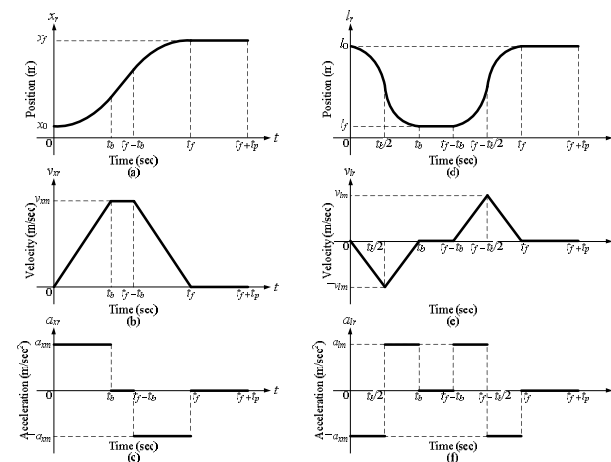 x_r
x_f
x_0
Position (m)
0
t_b
t_f-t_b
t_f
t_f+t_p
t
Time (sec)
(a)
v_xr
v_xm
Velocity (m/sec)
0
t_b
t_f-t_b
t_f
t_f+t_p
t
Time (sec)
(b)
a_xr
a_xm
-a_xm
Acceleration (m/sec²)
0
t_b
t_f-t_b
t_f
t_f+t_p
t
Time (sec)
(c)
l_r
l_0
l_f
Position (m)
0
t_b/2
t_b
t_f-t_b
t_f-t_b/2
t_f
t_f+t_p
Time (sec)
(d)
v_lr
v_lm
-v_lm
Velocity (m/sec)
0
t_b/2
t_b
t_f-t_b
t_f-t_b/2
t_f
t_f+t_p
Time (sec)
(e)
a_lr
a_lm
-a_xm
Acceleration (m/sec²)
0
t_b/2
t_b
t_f-t_b
t_f-t_b/2
t_f
t_f+t_p
Time (sec)
(f)